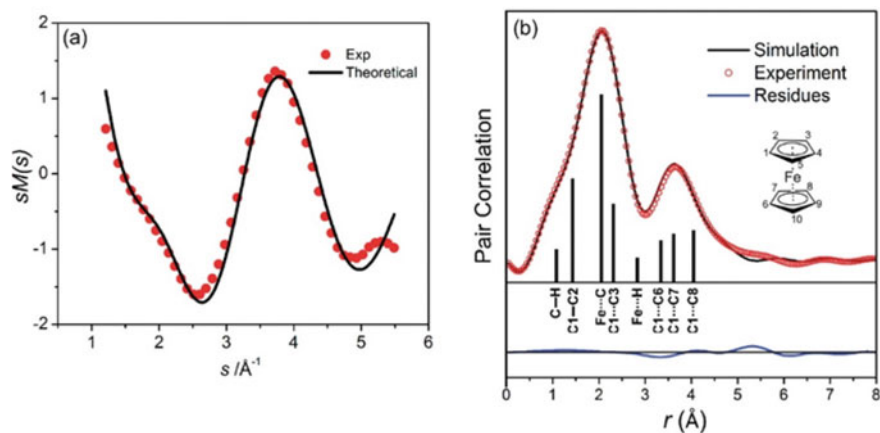 (a)
Exp
Theoretical
2
1
0
-1
-2
sM(s)
1
2
3
4
5
6
s /Å⁻¹
(b)
Simulation
Experiment
Residues
2
3
1
4
5
Fe
7
8
6
9
10
Pair Correlation
C–H
C1–C2
Fe···C
C1···C3
Fe···H
C1···C6
C1···C7
C1···C8
0
1
2
3
4
5
6
7
8
r (Å)